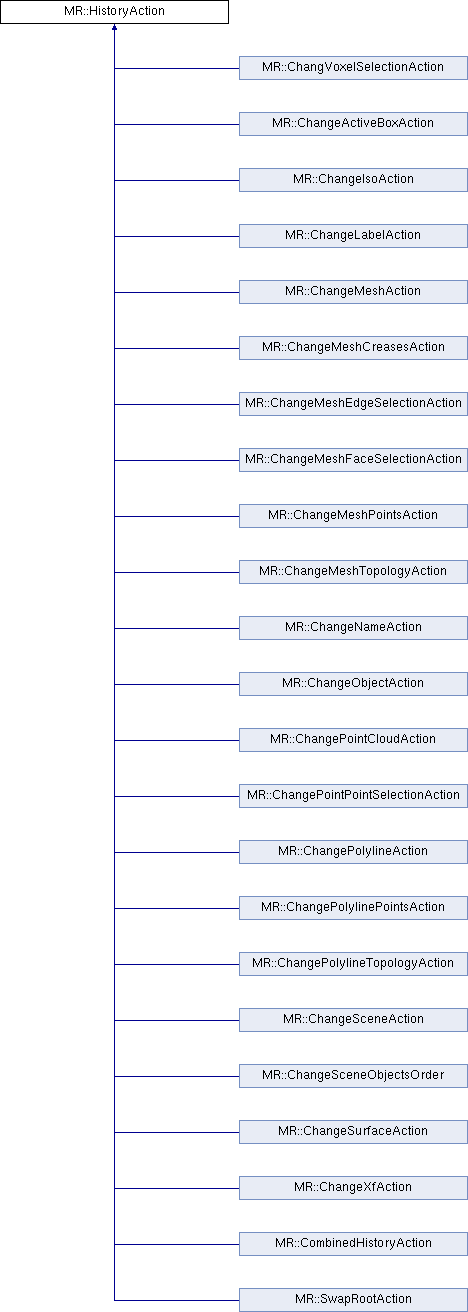 MR::HistoryAction
MR::ChangVoxelSelectionAction
MR::ChangeActiveBoxAction
MR::ChangeIsoAction
MR::ChangeLabelAction
MR::ChangeMeshAction
MR::ChangeMeshCreasesAction
MR::ChangeMeshEdgeSelectionAction
MR::ChangeMeshFaceSelectionAction
MR::ChangeMeshPointsAction
MR::ChangeMeshTopologyAction
MR::ChangeNameAction
MR::ChangeObjectAction
MR::ChangePointCloudAction
MR::ChangePointPointSelectionAction
MR::ChangePolylineAction
MR::ChangePolylinePointsAction
MR::ChangePolylineTopologyAction
MR::ChangeSceneAction
MR::ChangeSceneObjectsOrder
MR::ChangeSurfaceAction
MR::ChangeXfAction
MR::CombinedHistoryAction
MR::SwapRootAction